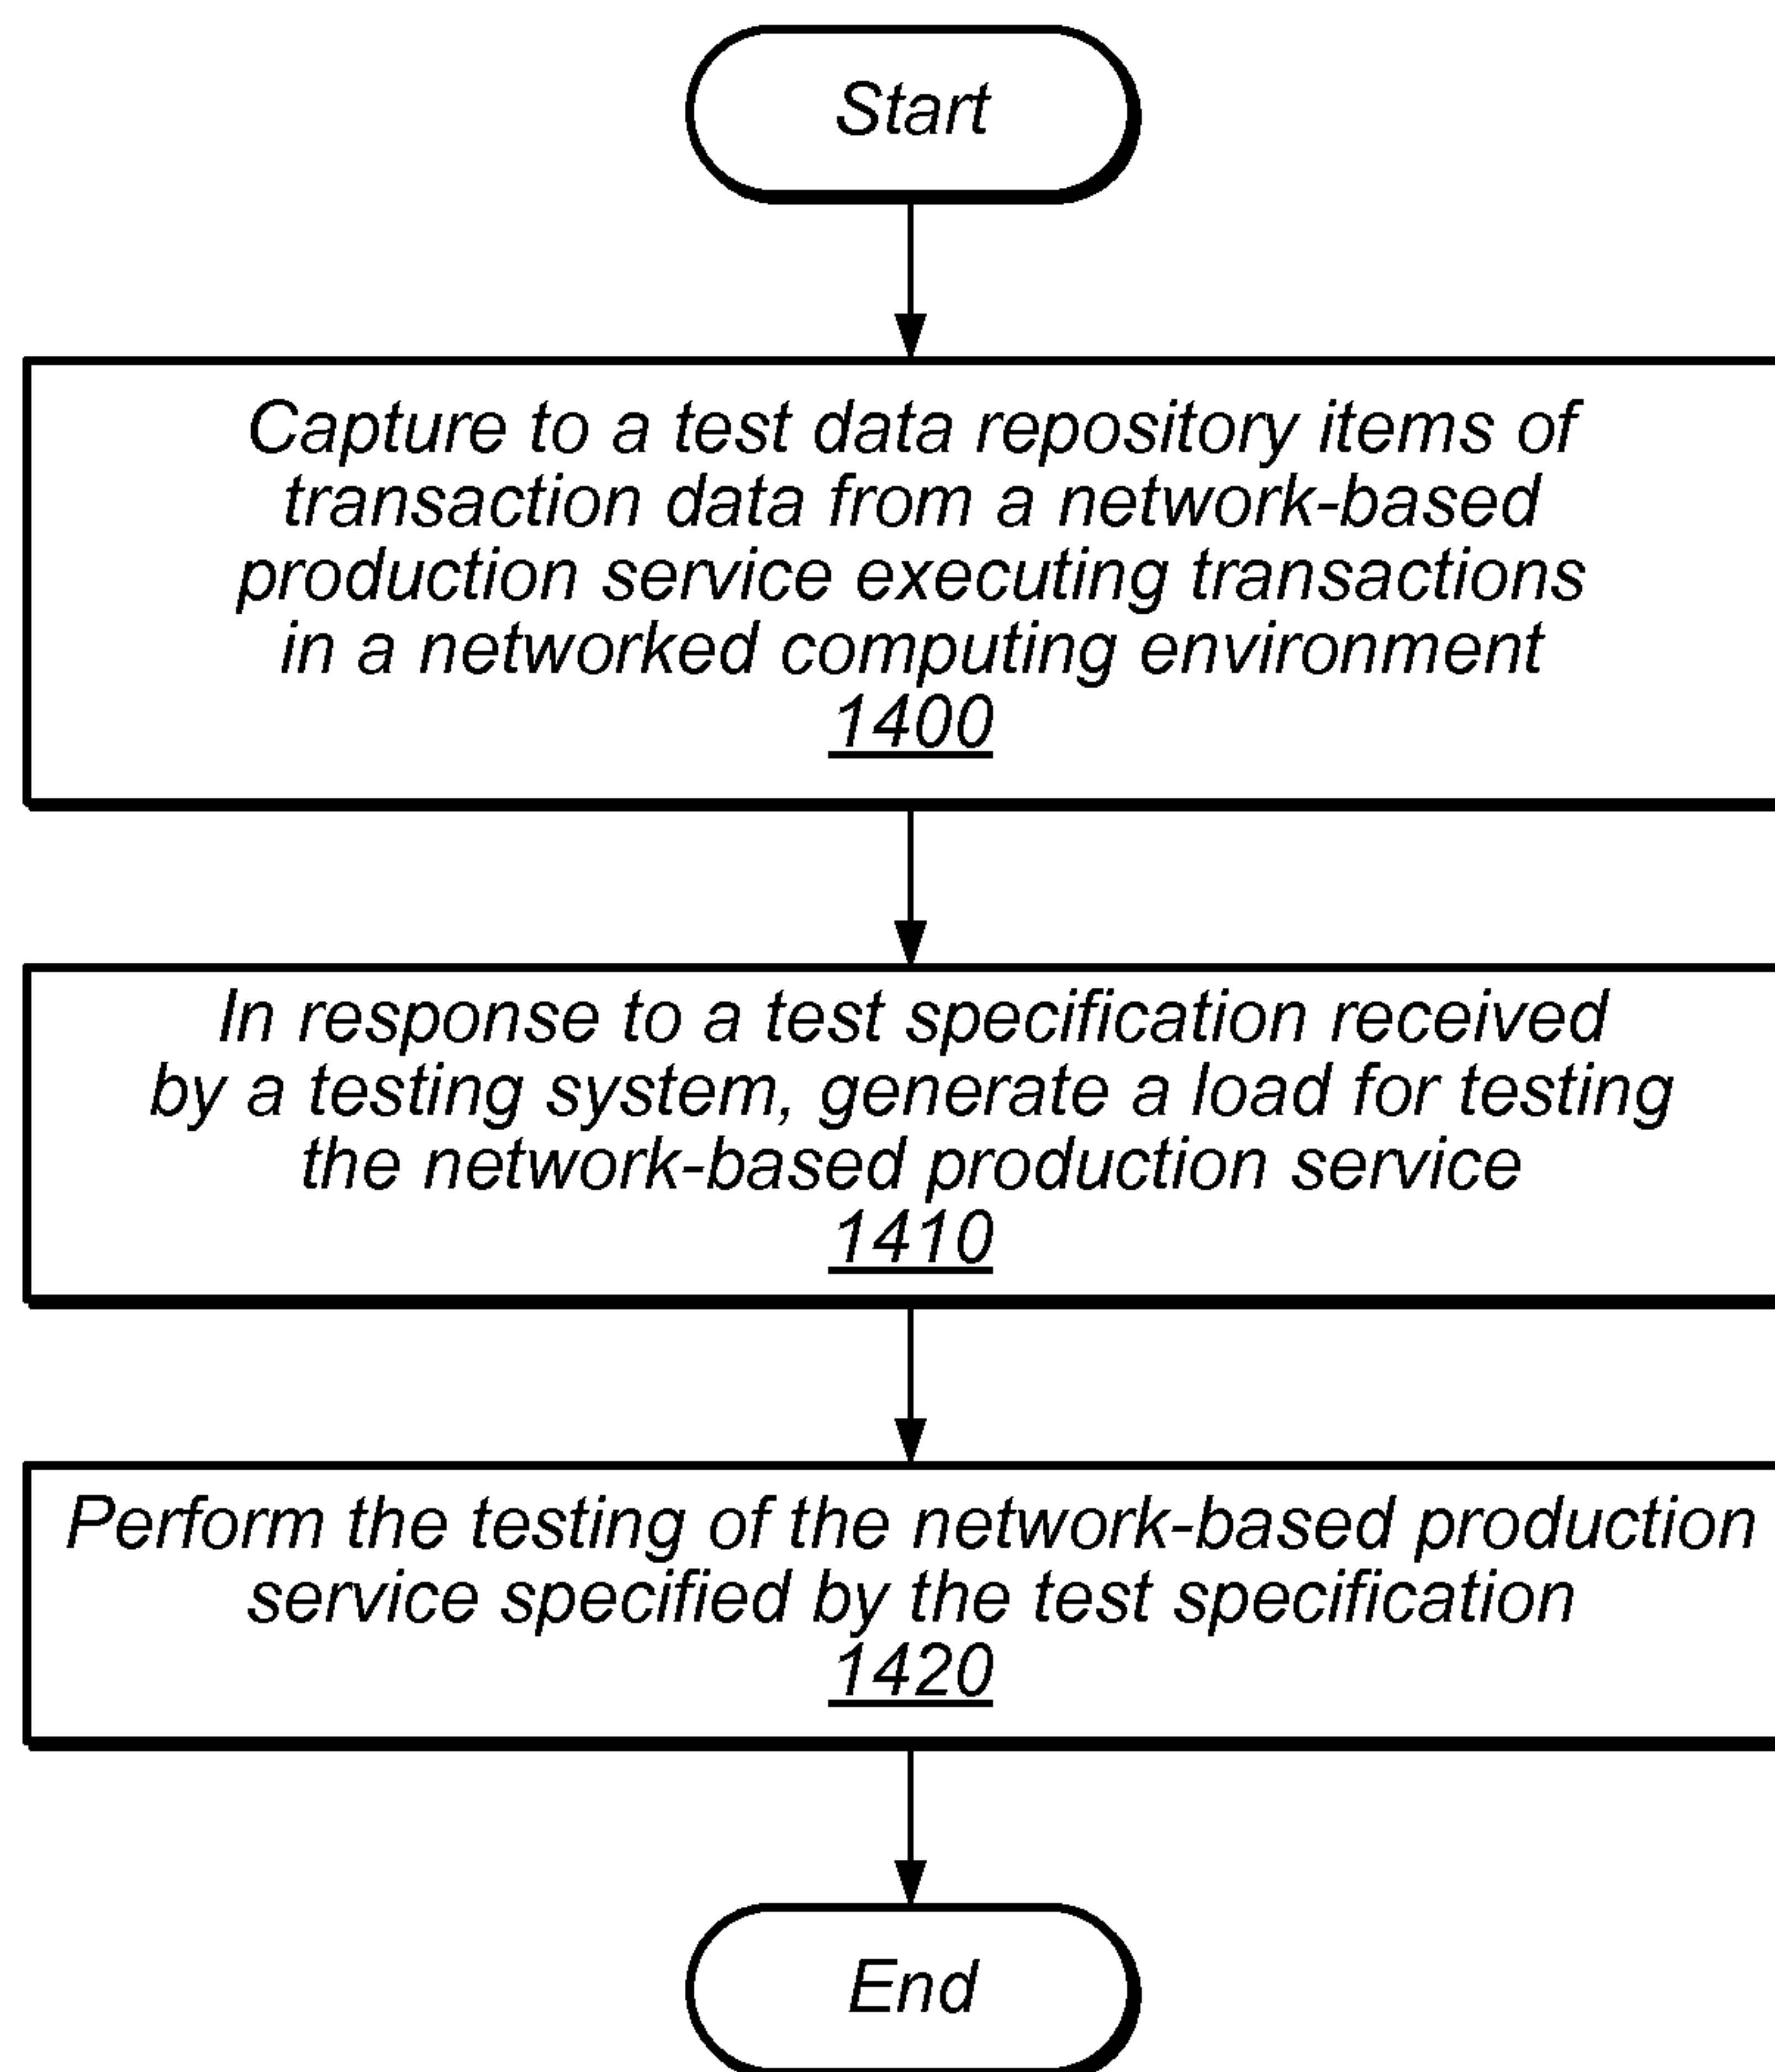 Start
Capture to a test data repository items of
transaction data from a network-based
production service executing transactions
in a networked computing environment
1400
In response to a test specification received
by a testing system, generate a load for testing
the network-based production service
1410
Perform the testing of the network-based production
service specified by the test specification
1420
End